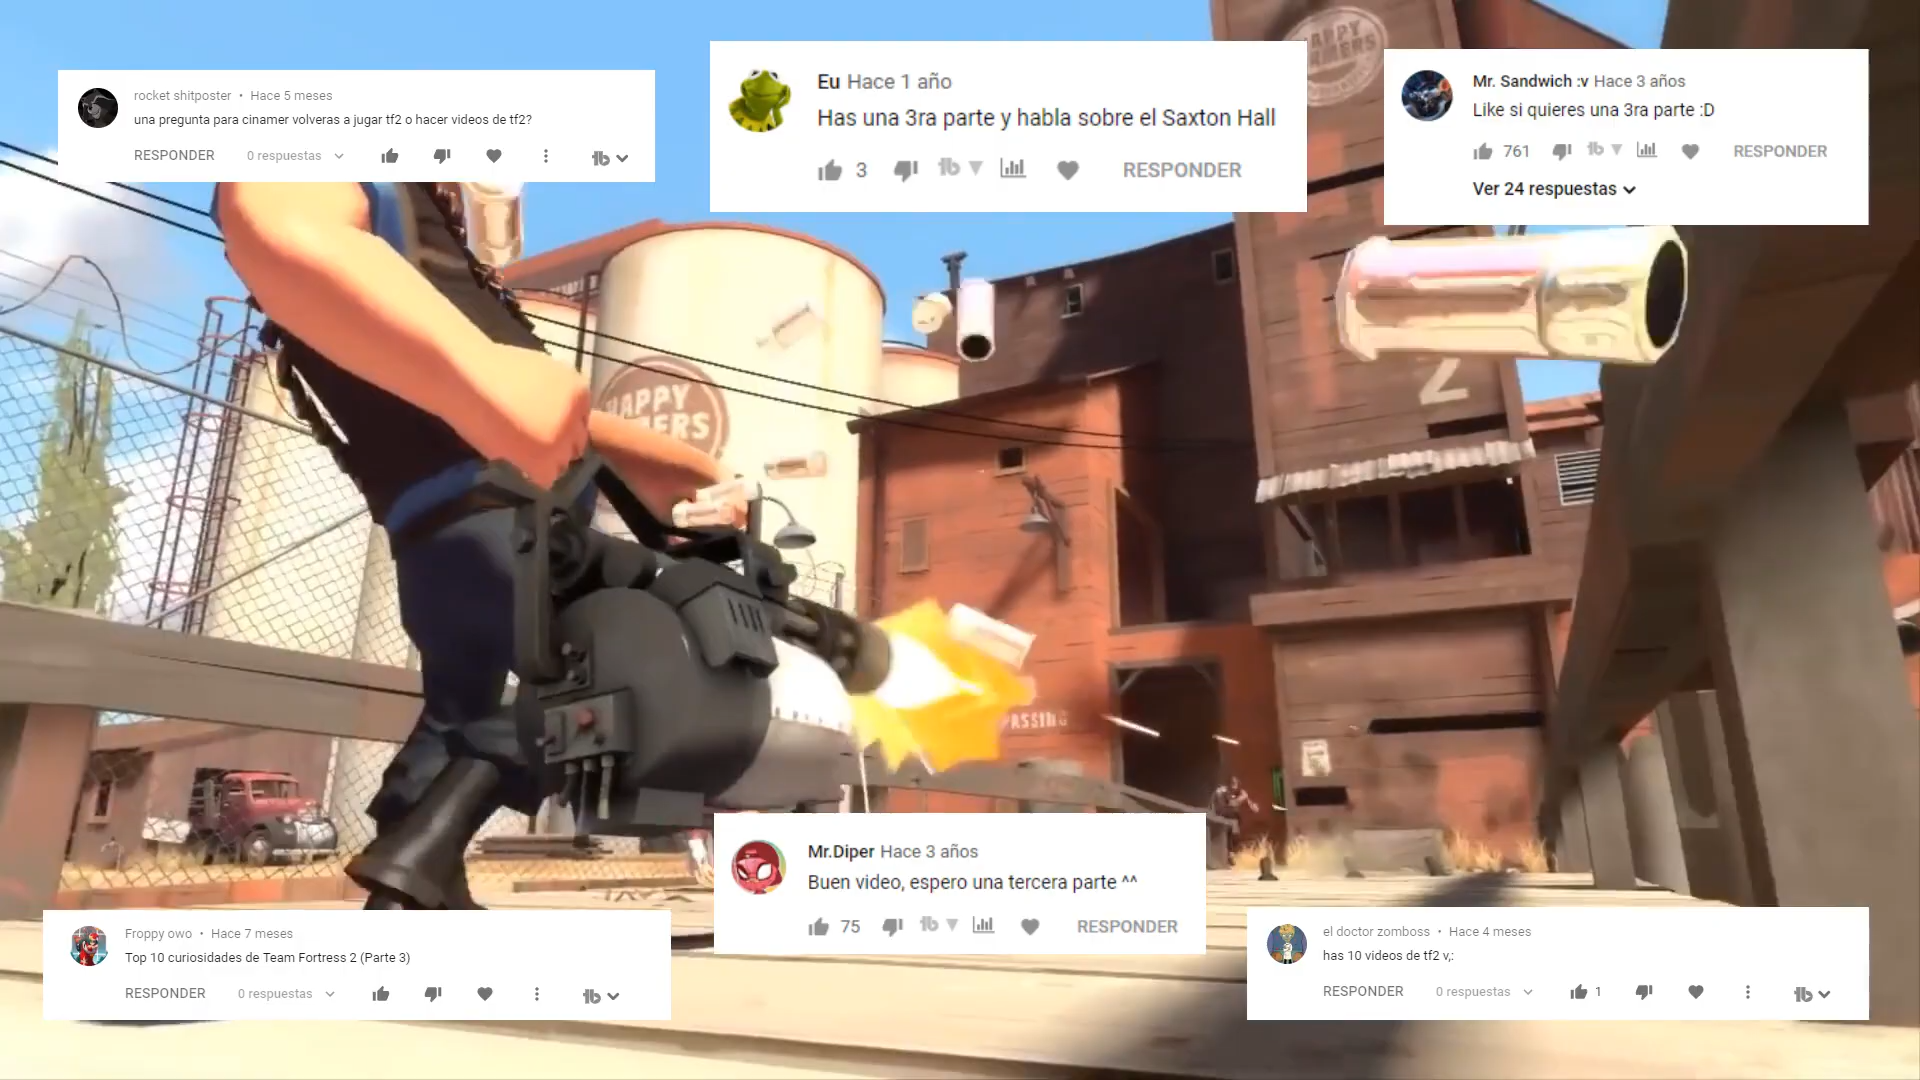 rocket shitposter • Hace 5 meses
una pregunta para cinamer volveras a jugar tf2 o hacer videos de tf2?
RESPONDER 0 respuestas
Eu Hace 1 año
Has una 3ra parte y habla sobre el Saxton Hall
3 RESPONDER
Mr. Sandwich :v Hace 3 años
Like si quieres una 3ra parte :D
761 RESPONDER
Ver 24 respuestas
HAPPY
2
PASSING
Mr.Diper Hace 3 años
Buen video, espero una tercera parte ^^
75 RESPONDER
Froppy owo • Hace 7 meses
Top 10 curiosidades de Team Fortress 2 (Parte 3)
RESPONDER 0 respuestas
el doctor zomboss • Hace 4 meses
has 10 videos de tf2 v,:
RESPONDER 0 respuestas 1